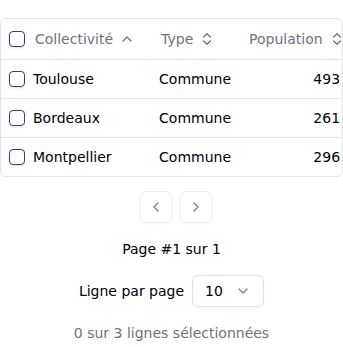 Collectivité Type Population
Toulouse Commune 493
Bordeaux Commune 261
Montpellier Commune 296
Page #1 sur 1
Ligne par page 10
0 sur 3 lignes sélectionnées